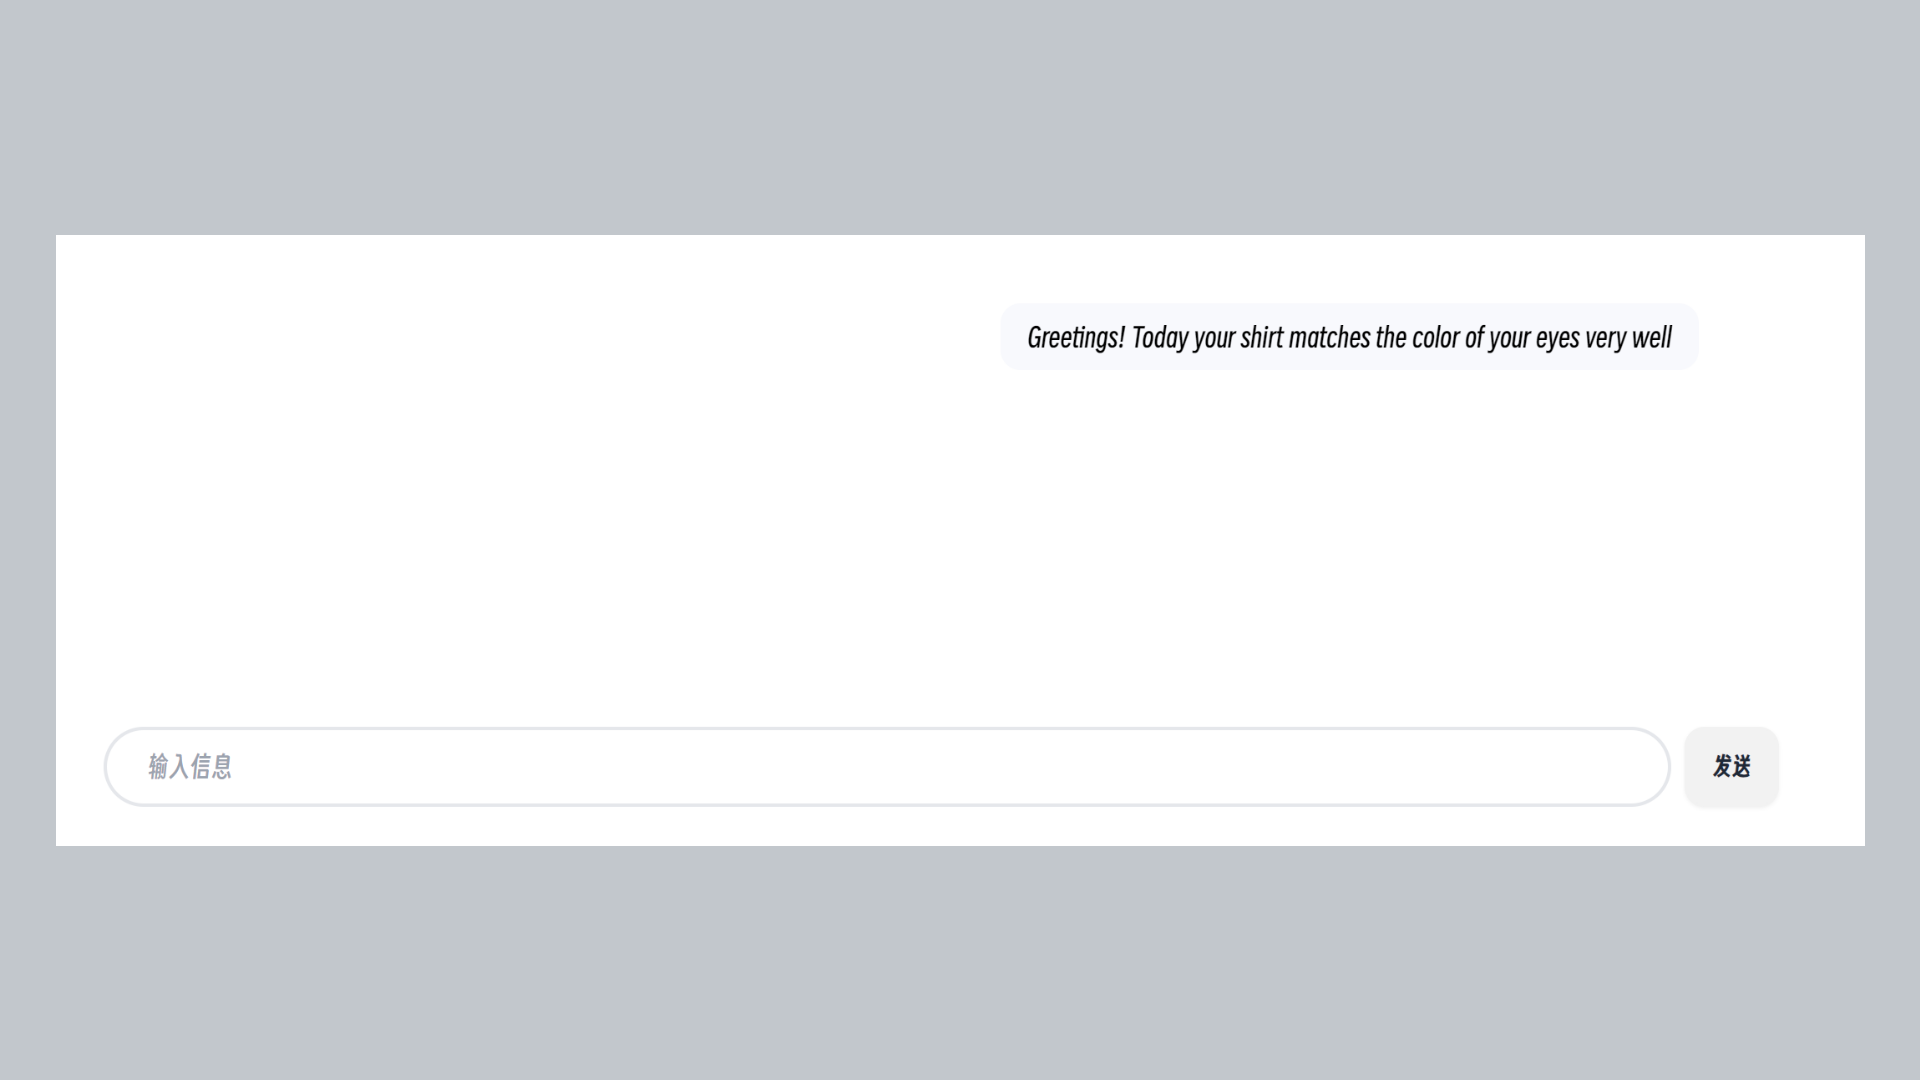 Greetings! Today your shirt matches the color of your eyes very well
输入信息
发送